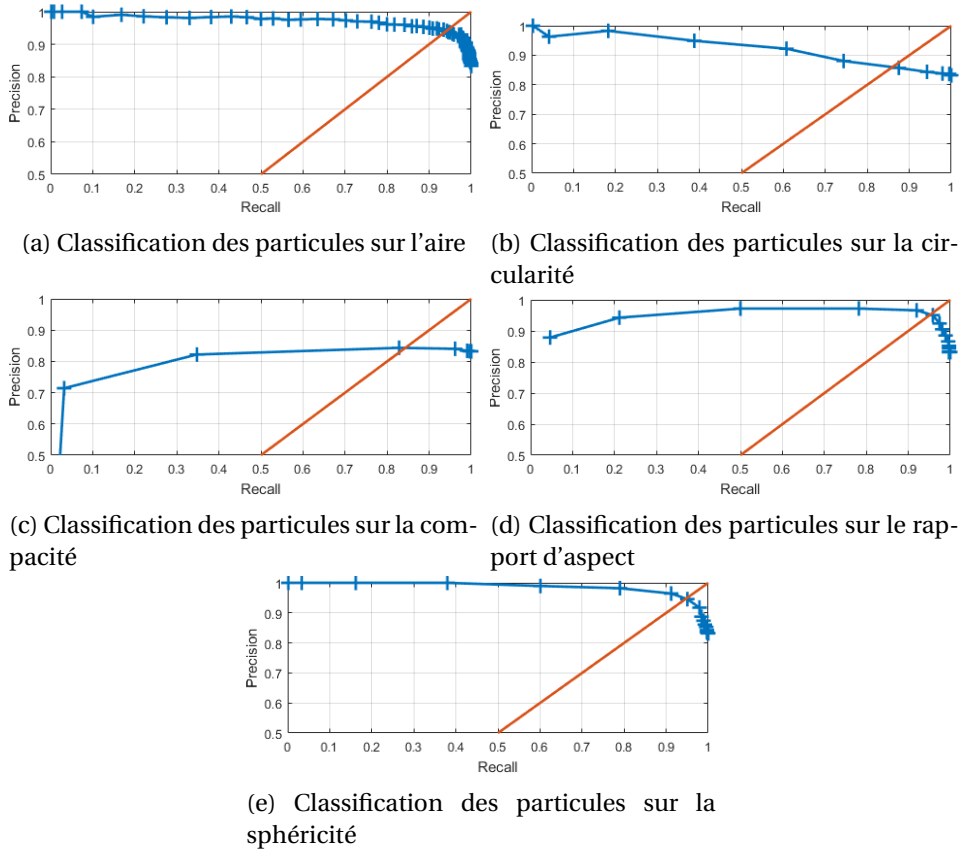 1
0.9
0.8
0.7
0.6
0.5
Precision
0 0.1 0.2 0.3 0.4 0.5 0.6 0.7 0.8 0.9 1
Recall
(a) Classification des particules sur l'aire
1
0.9
0.8
0.7
0.6
0.5
Precision
0 0.1 0.2 0.3 0.4 0.5 0.6 0.7 0.8 0.9 1
Recall
(b) Classification des particules sur la cir-
cularité
1
0.9
0.8
0.7
0.6
0.5
Precision
0 0.1 0.2 0.3 0.4 0.5 0.6 0.7 0.8 0.9 1
Recall
(c) Classification des particules sur la com-
pacité
1
0.9
0.8
0.7
0.6
0.5
Precision
0 0.1 0.2 0.3 0.4 0.5 0.6 0.7 0.8 0.9 1
Recall
(d) Classification des particules sur le rap-
port d'aspect
1
0.9
0.8
0.7
0.6
0.5
Precision
0 0.1 0.2 0.3 0.4 0.5 0.6 0.7 0.8 0.9 1
Recall
(e) Classification des particules sur la
sphéricité